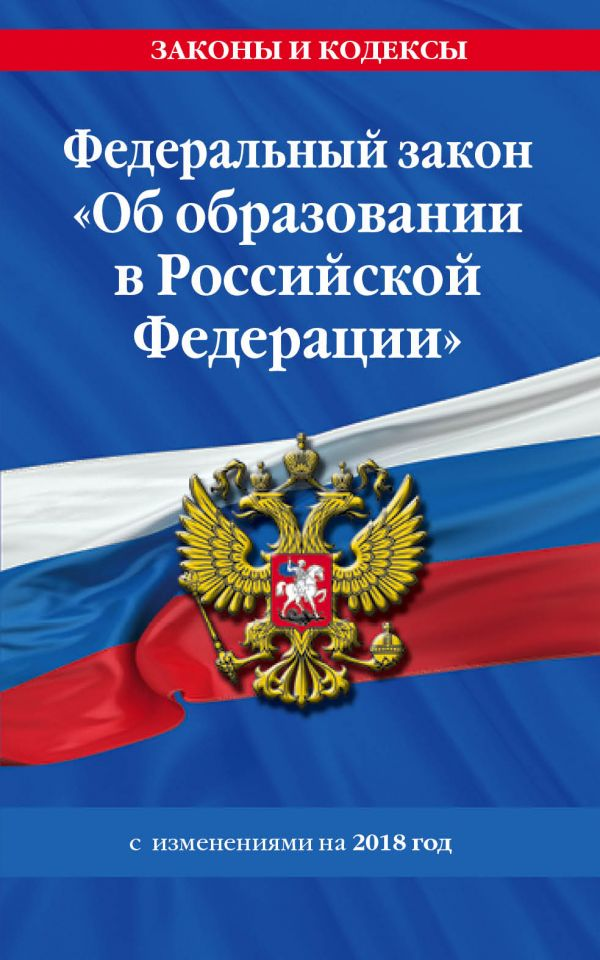 ЗАКОНЫ И КОДЕКСЫ
Федеральный закон
«Об образовании
в Российской
Федерации»
с изменениями на 2018 год